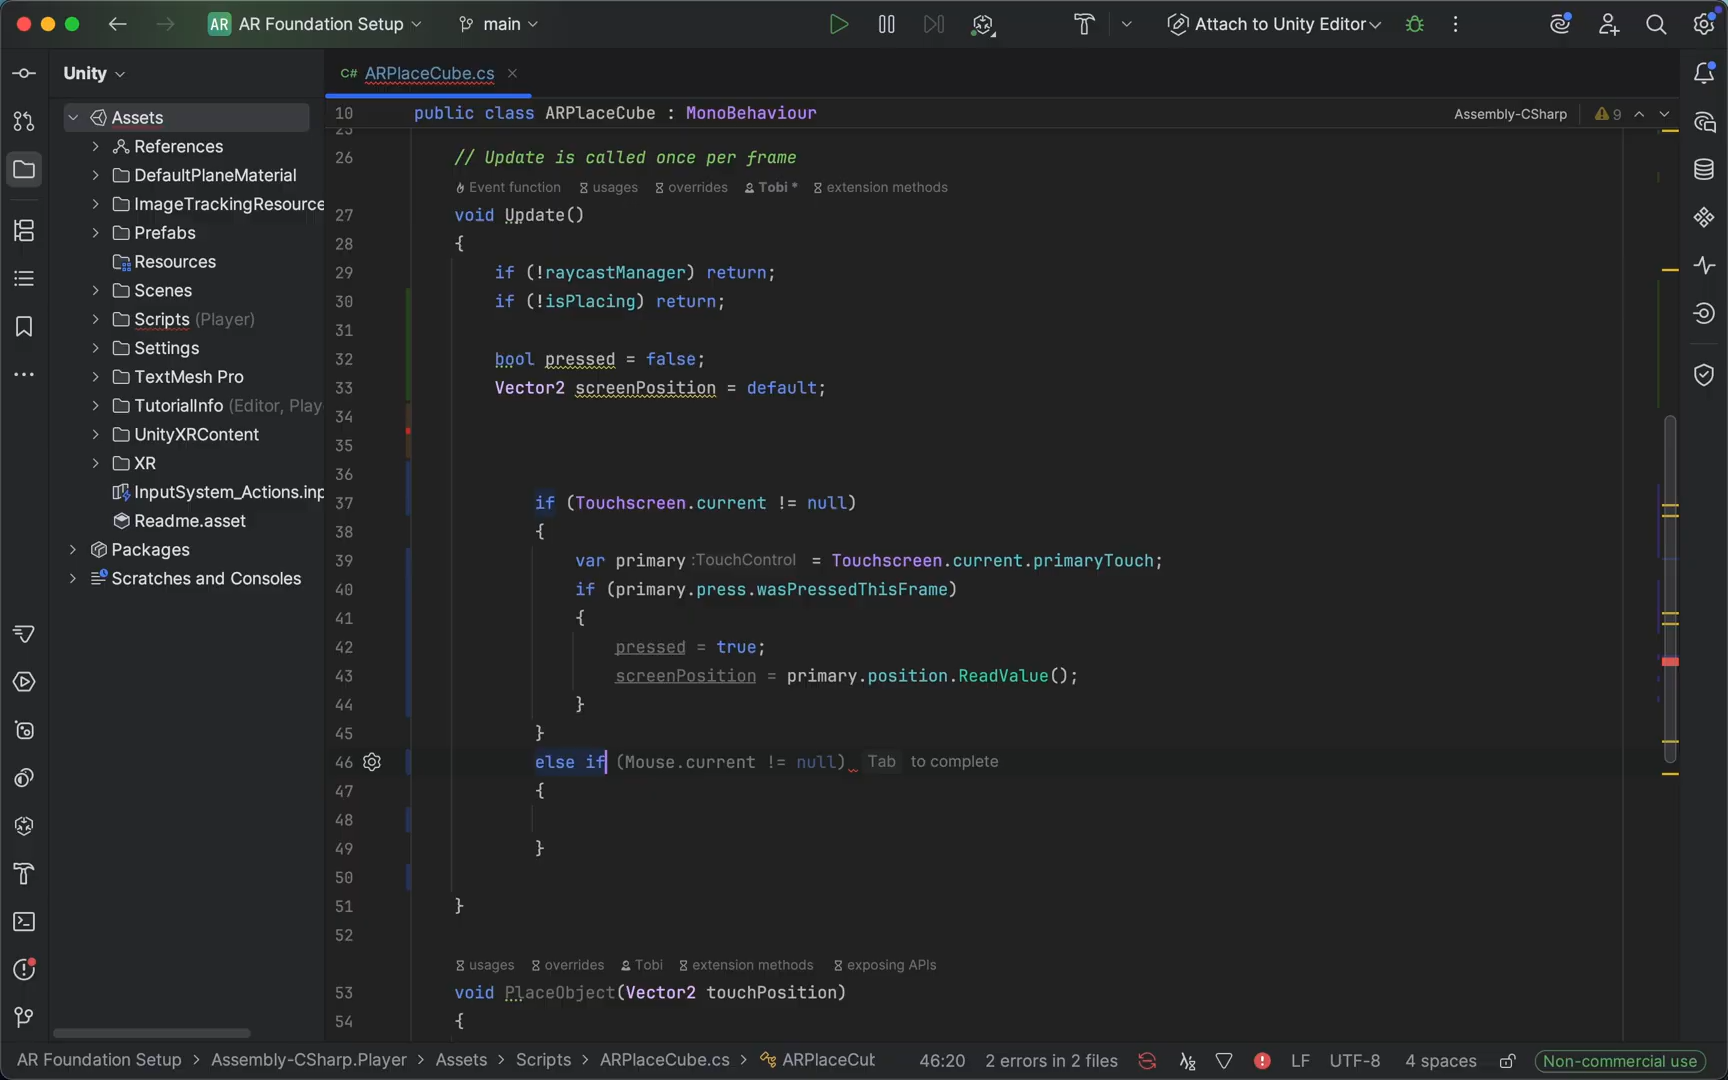 AR AR Foundation Setup main Attach to Unity Editor
Unity
C# ARPlaceCube.cs
Assets
References
DefaultPlaneMaterial
ImageTrackingResource
Prefabs
Resources
Scenes
Scripts (Player)
Settings
TextMesh Pro
TutorialInfo (Editor, Play
UnityXRContent
XR
InputSystem_Actions.inp
Readme.asset
Packages
Scratches and Consoles
10 public class ARPlaceCube : MonoBehaviour Assembly-CSharp 9
26 // Update is called once per frame
Event function usages overrides Tobi * extension methods
27 void Update()
28 {
29 if (!raycastManager) return;
30 if (!isPlacing) return;
31
32 bool pressed = false;
33 Vector2 screenPosition = default;
34
35
36
37 if (Touchscreen.current != null)
38 {
39 var primary :TouchControl = Touchscreen.current.primaryTouch;
40 if (primary.press.wasPressedThisFrame)
41 {
42 pressed = true;
43 screenPosition = primary.position.ReadValue();
44 }
45 }
46 else if (Mouse.current != null) Tab to complete
47 {
48
49 }
50
51 }
52
usages overrides Tobi extension methods exposing APIs
53 void PlaceObject(Vector2 touchPosition)
54 {
AR Foundation Setup > Assembly-CSharp.Player > Assets > Scripts > ARPlaceCube.cs > ARPlaceCub 46:20 2 errors in 2 files LF UTF-8 4 spaces Non-commercial use